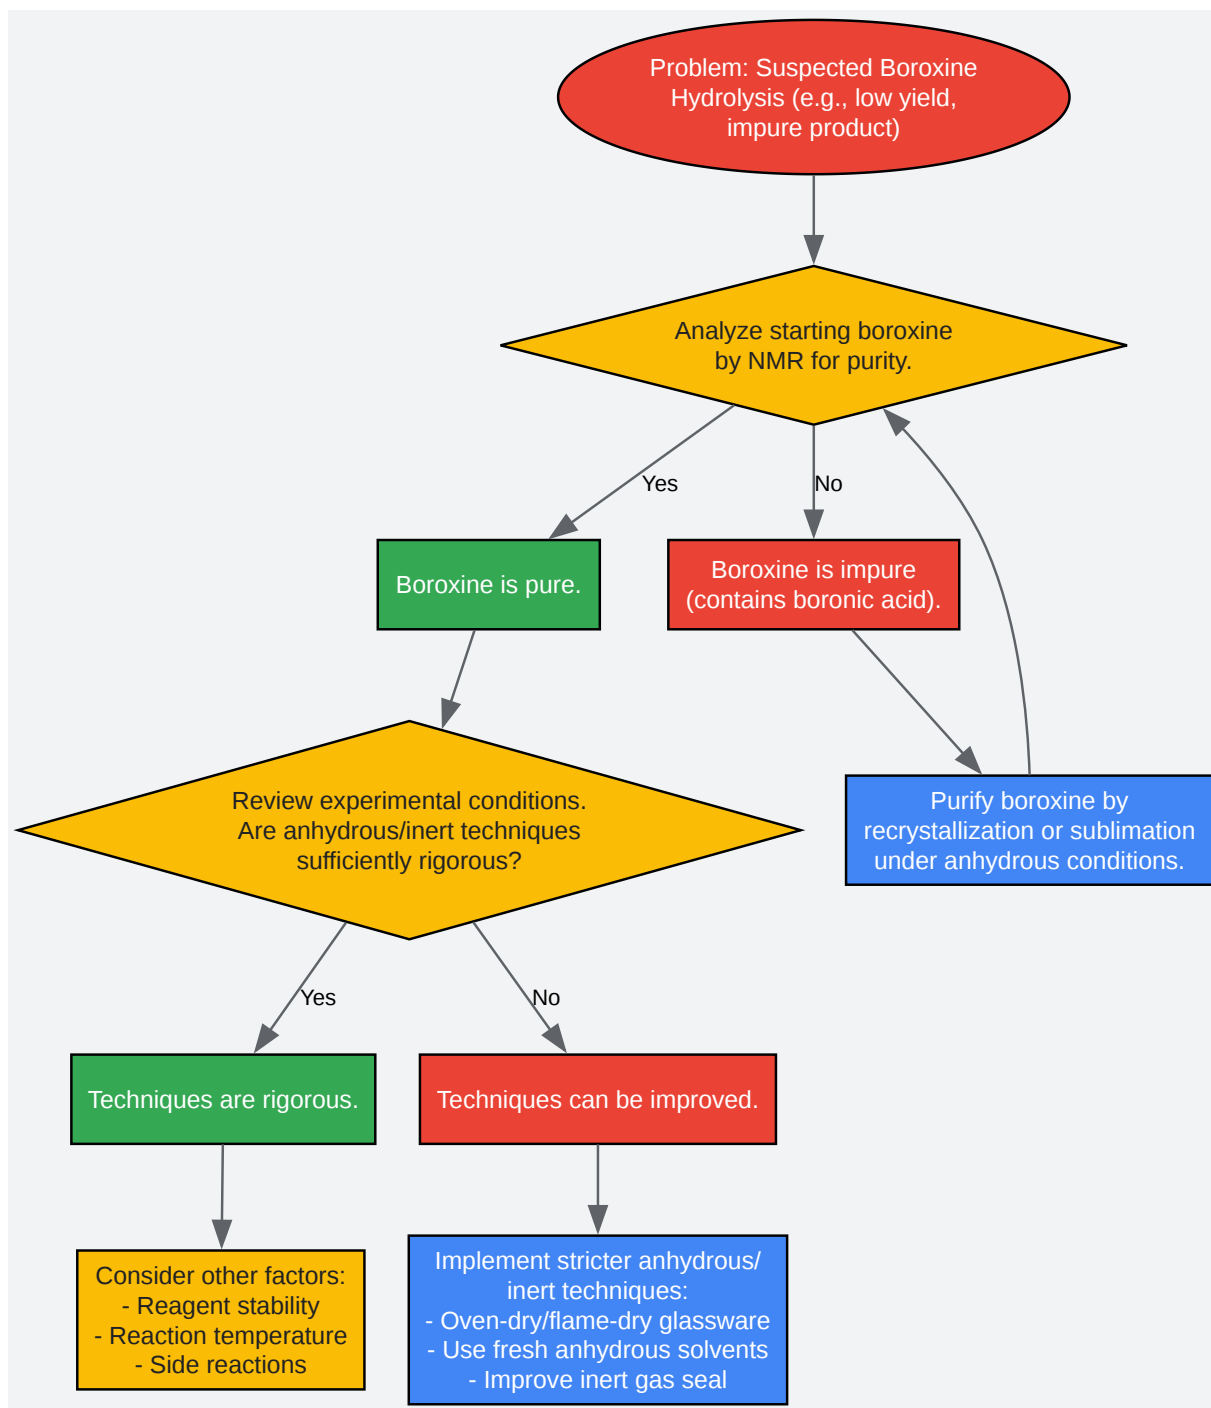 Problem: Suspected Boroxine
Hydrolysis (e.g., low yield,
impure product)
Analyze starting boroxine
by NMR for purity.
Yes
No
Boroxine is pure.
Boroxine is impure
(contains boronic acid).
Review experimental conditions.
Are anhydrous/inert techniques
sufficiently rigorous?
Purify boroxine by
recrystallization or sublimation
under anhydrous conditions.
Yes
No
Techniques are rigorous.
Techniques can be improved.
Consider other factors:
- Reagent stability
- Reaction temperature
- Side reactions
Implement stricter anhydrous/
inert techniques:
- Oven-dry/flame-dry glassware
- Use fresh anhydrous solvents
- Improve inert gas seal